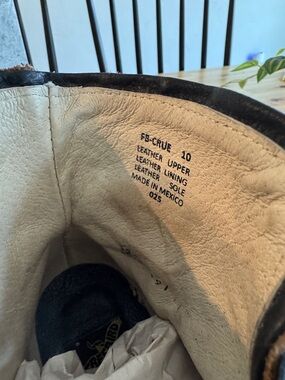 FB-CRUE 10
LEATHER UPPER
LEATHER LINING
LEATHER SOLE
MADE IN MEXICO
025